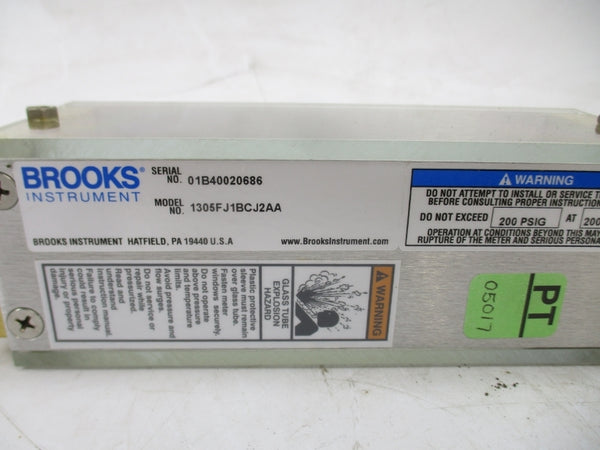 BROOKS®
INSTRUMENT
SERIAL NO. 01B40020686
MODEL NO. 1305FJ1BCJ2AA
BROOKS INSTRUMENT HATFIELD, PA 19440 U.S.A
www.BrooksInstrument.com
WARNING
DO NOT ATTEMPT TO INSTALL OR SERVICE
BEFORE CONSULTING PROPER INSTRUCTION
DO NOT EXCEED 200 PSIG AT 200
OPERATION AT CONDITIONS BEYOND THIS MAY
RUPTURE OF THE METER AND SERIOUS PERSONA
WARNING
GLASS TUBE
EXPLOSION
HAZARD
Plastic protective
sleeve must remain
over glass tube.
Fasten meter
windows securely.
Do not operate
above pressure
and temperature
limits.
Avoid pressure and
flow surges.
Do not service or
repair while
pressurized.
Read and
understand
instruction manual.
Failure to comply
could result in
serious personal
injury or property
damage.
PT
05017